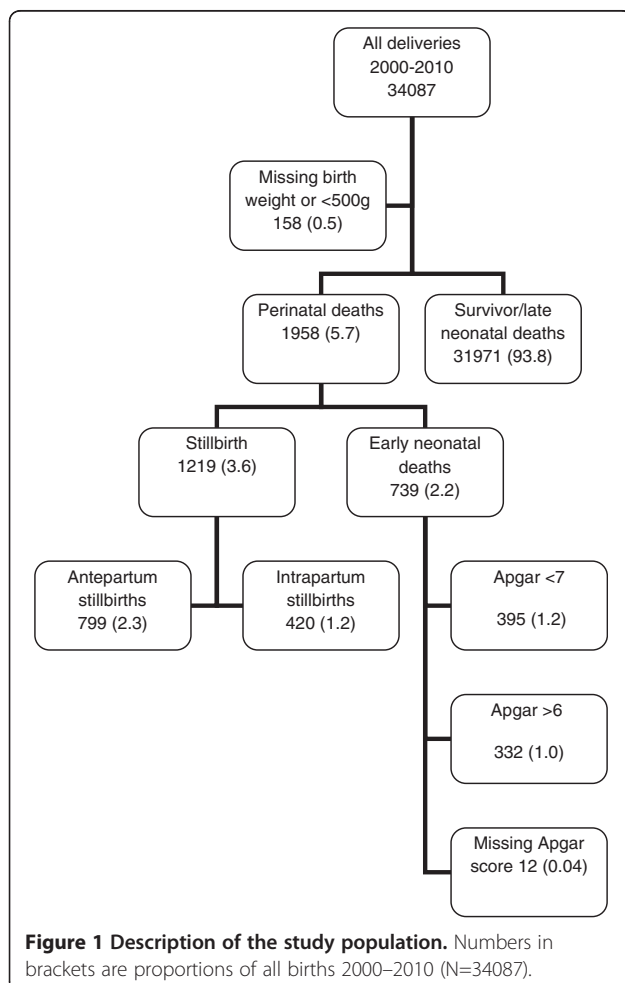 All deliveries
2000-2010
34087
Missing birth
weight or <500g
158 (0.5)
Perinatal deaths
1958 (5.7)
Survivor/late
neonatal deaths
31971 (93.8)
Stillbirth
1219 (3.6)
Early neonatal
deaths
739 (2.2)
Antepartum
stillbirths
799 (2.3)
Intrapartum
stillbirths
420 (1.2)
Apgar <7
395 (1.2)
Apgar >6
332 (1.0)
Missing Apgar
score 12 (0.04)
Figure 1 Description of the study population. Numbers in
brackets are proportions of all births 2000–2010 (N=34087).